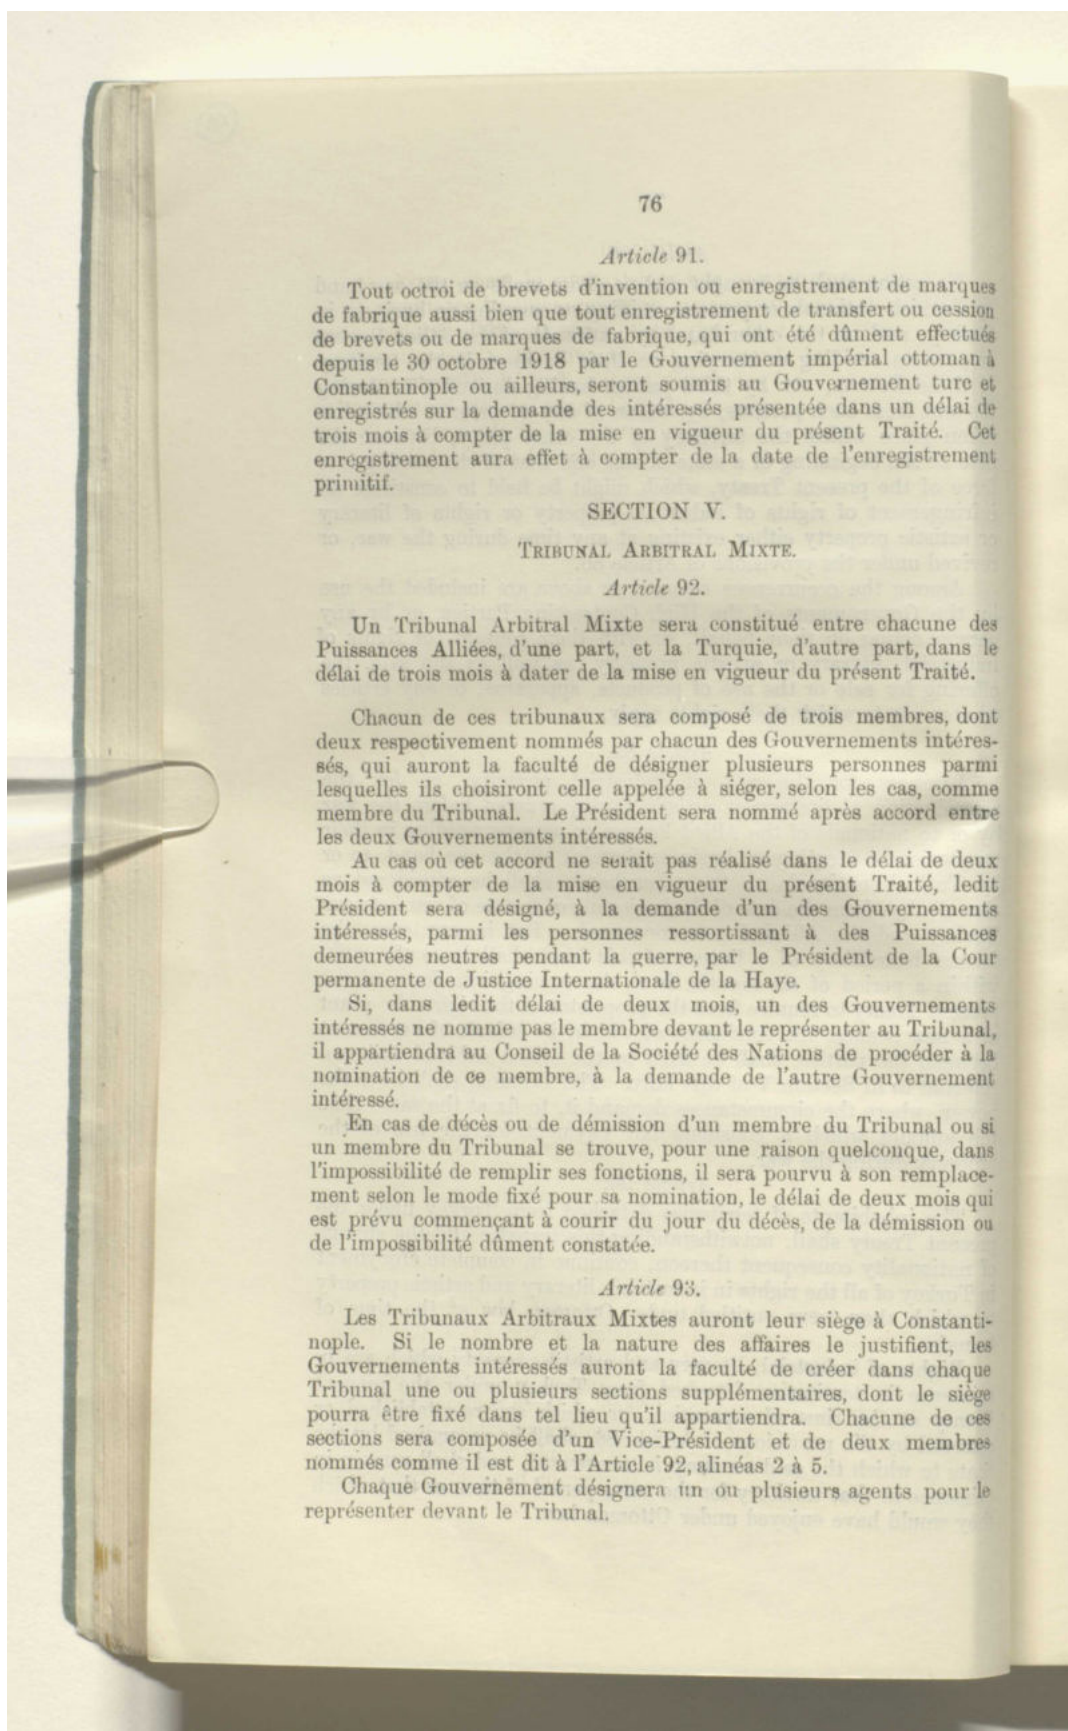 76
Article 91.
Tout octroi de brevets d'invention ou enregistrement de marques
de fabrique aussi bien que tout enregistrement de transfert ou cession
de brevets ou de marques de fabrique, qui ont été dûment effectués
depuis le 30 octobre 1918 par le Gouvernement impérial ottoman à
Constantinople ou ailleurs, seront soumis au Gouvernement turc et
enregistrés sur la demande des intéressés présentée dans un délai de
trois mois à compter de la mise en vigueur du présent Traité. Cet
enregistrement aura effet à compter de la date de l'enregistrement
primitif.
SECTION V.
TRIBUNAL ARBITRAL MIXTE.
Article 92.
Un Tribunal Arbitral Mixte sera constitué entre chacune des
Puissances Alliées, d'une part, et la Turquie, d'autre part, dans le
délai de trois mois à dater de la mise en vigueur du présent Traité.
Chacun de ces tribunaux sera composé de trois membres, dont
deux respectivement nommés par chacun des Gouvernements intéres-
sés, qui auront la faculté de désigner plusieurs personnes parmi
lesquelles ils choisiront celle appelée à siéger, selon les cas, comme
membre du Tribunal. Le Président sera nommé après accord entre
les deux Gouvernements intéressés.
Au cas où cet accord ne serait pas réalisé dans le délai de deux
mois à compter de la mise en vigueur du présent Traité, ledit
Président sera désigné, à la demande d'un des Gouvernements
intéressés, parmi les personnes ressortissant à des Puissances
demeurées neutres pendant la guerre, par le Président de la Cour
permanente de Justice Internationale de la Haye.
Si, dans ledit délai de deux mois, un des Gouvernements
intéressés ne nomme pas le membre devant le représenter au Tribunal,
il appartiendra au Conseil de la Société des Nations de procéder à la
nomination de ce membre, à la demande de l'autre Gouvernement
intéressé.
En cas de décès ou de démission d'un membre du Tribunal ou si
un membre du Tribunal se trouve, pour une raison quelconque, dans
l'impossibilité de remplir ses fonctions, il sera pourvu à son remplace-
ment selon le mode fixé pour sa nomination, le délai de deux mois qui
est prévu commençant à courir du jour du décès, de la démission ou
de l'impossibilité dûment constatée.
Article 93.
Les Tribunaux Arbitraux Mixtes auront leur siège à Constanti-
nople. Si le nombre et la nature des affaires le justifient, les
Gouvernements intéressés auront la faculté de créer dans chaque
Tribunal une ou plusieurs sections supplémentaires, dont le siège
pourra être fixé dans tel lieu qu'il appartiendra. Chacune de ces
sections sera composée d'un Vice-Président et de deux membres
nommés comme il est dit à l'Article 92, alinéas 2 à 5.
Chaque Gouvernement désignera un ou plusieurs agents pour le
représenter devant le Tribunal.